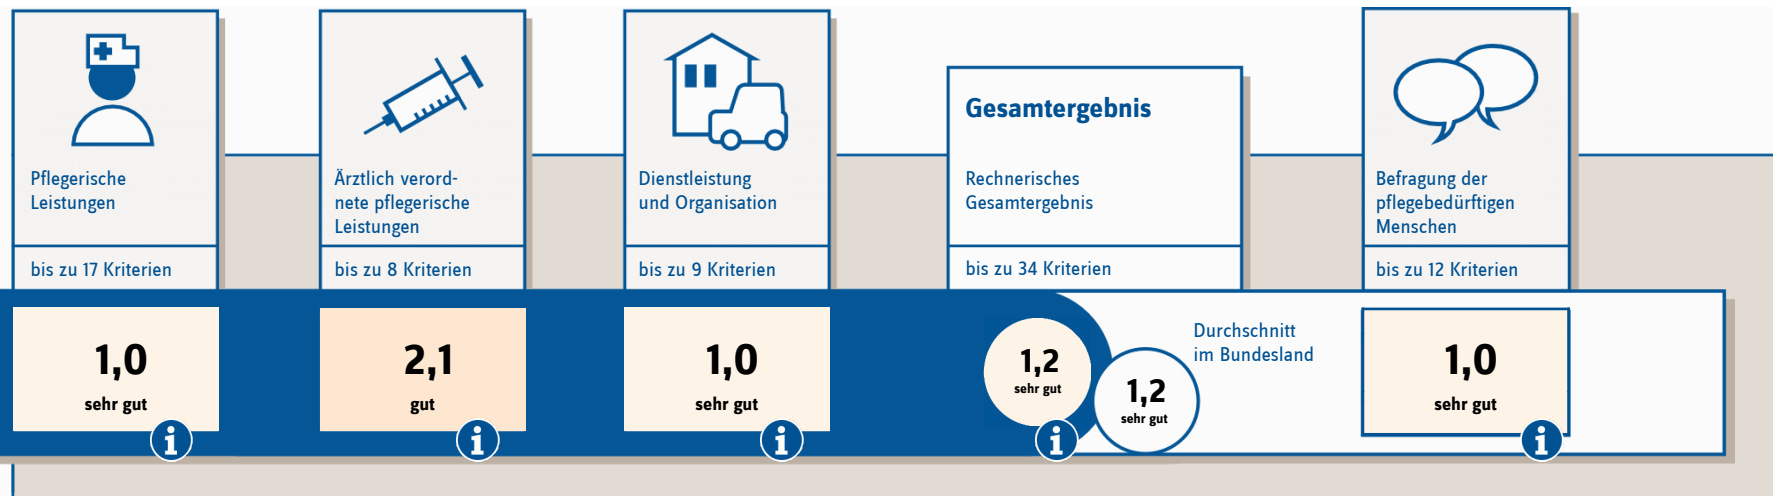 Pflegerische
Leistungen
bis zu 17 Kriterien
1,0
sehr gut
i
Ärztlich verord-
nete pflegerische
Leistungen
bis zu 8 Kriterien
2,1
gut
i
Dienstleistung
und Organisation
bis zu 9 Kriterien
1,0
sehr gut
i
Gesamtergebnis
Rechnerisches
Gesamtergebnis
bis zu 34 Kriterien
1,2
sehr gut
i
1,2
sehr gut
Durchschnitt
im Bundesland
Befragung der
pflegebedürftigen
Menschen
bis zu 12 Kriterien
1,0
sehr gut
i